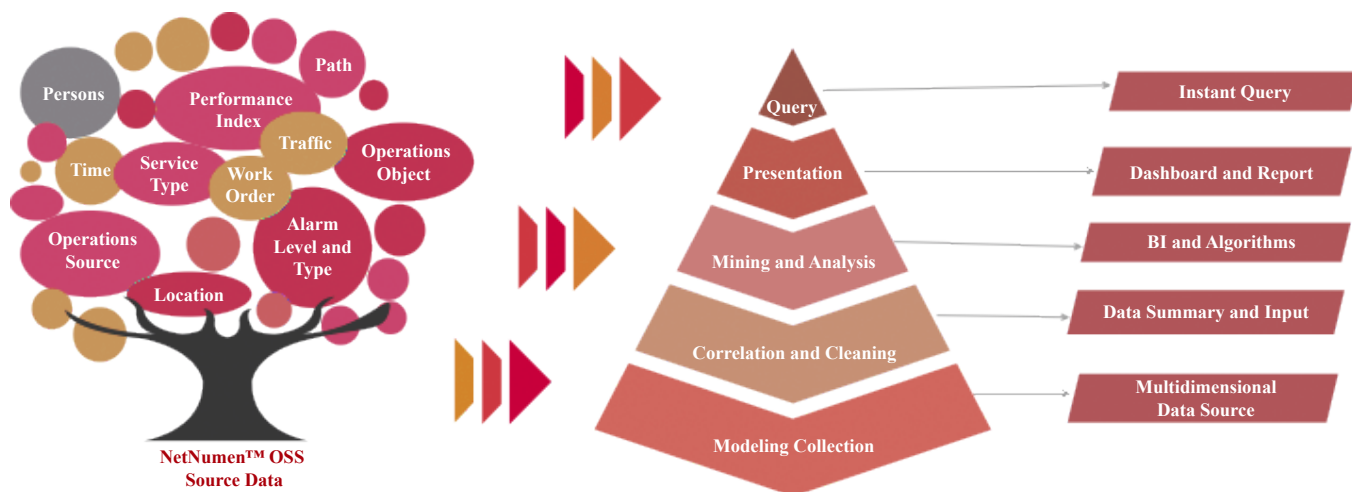 Persons
Path
Performance
Index
Traffic
Operations
Object
Time
Service
Type
Work
Order
Alarm
Level and
Type
Operations
Source
Location
NetNumen™ OSS
Source Data
Query
Presentation
Mining and Analysis
Correlation and Cleaning
Modeling Collection
Instant Query
Dashboard and Report
BI and Algorithms
Data Summary and Input
Multidimensional
Data Source